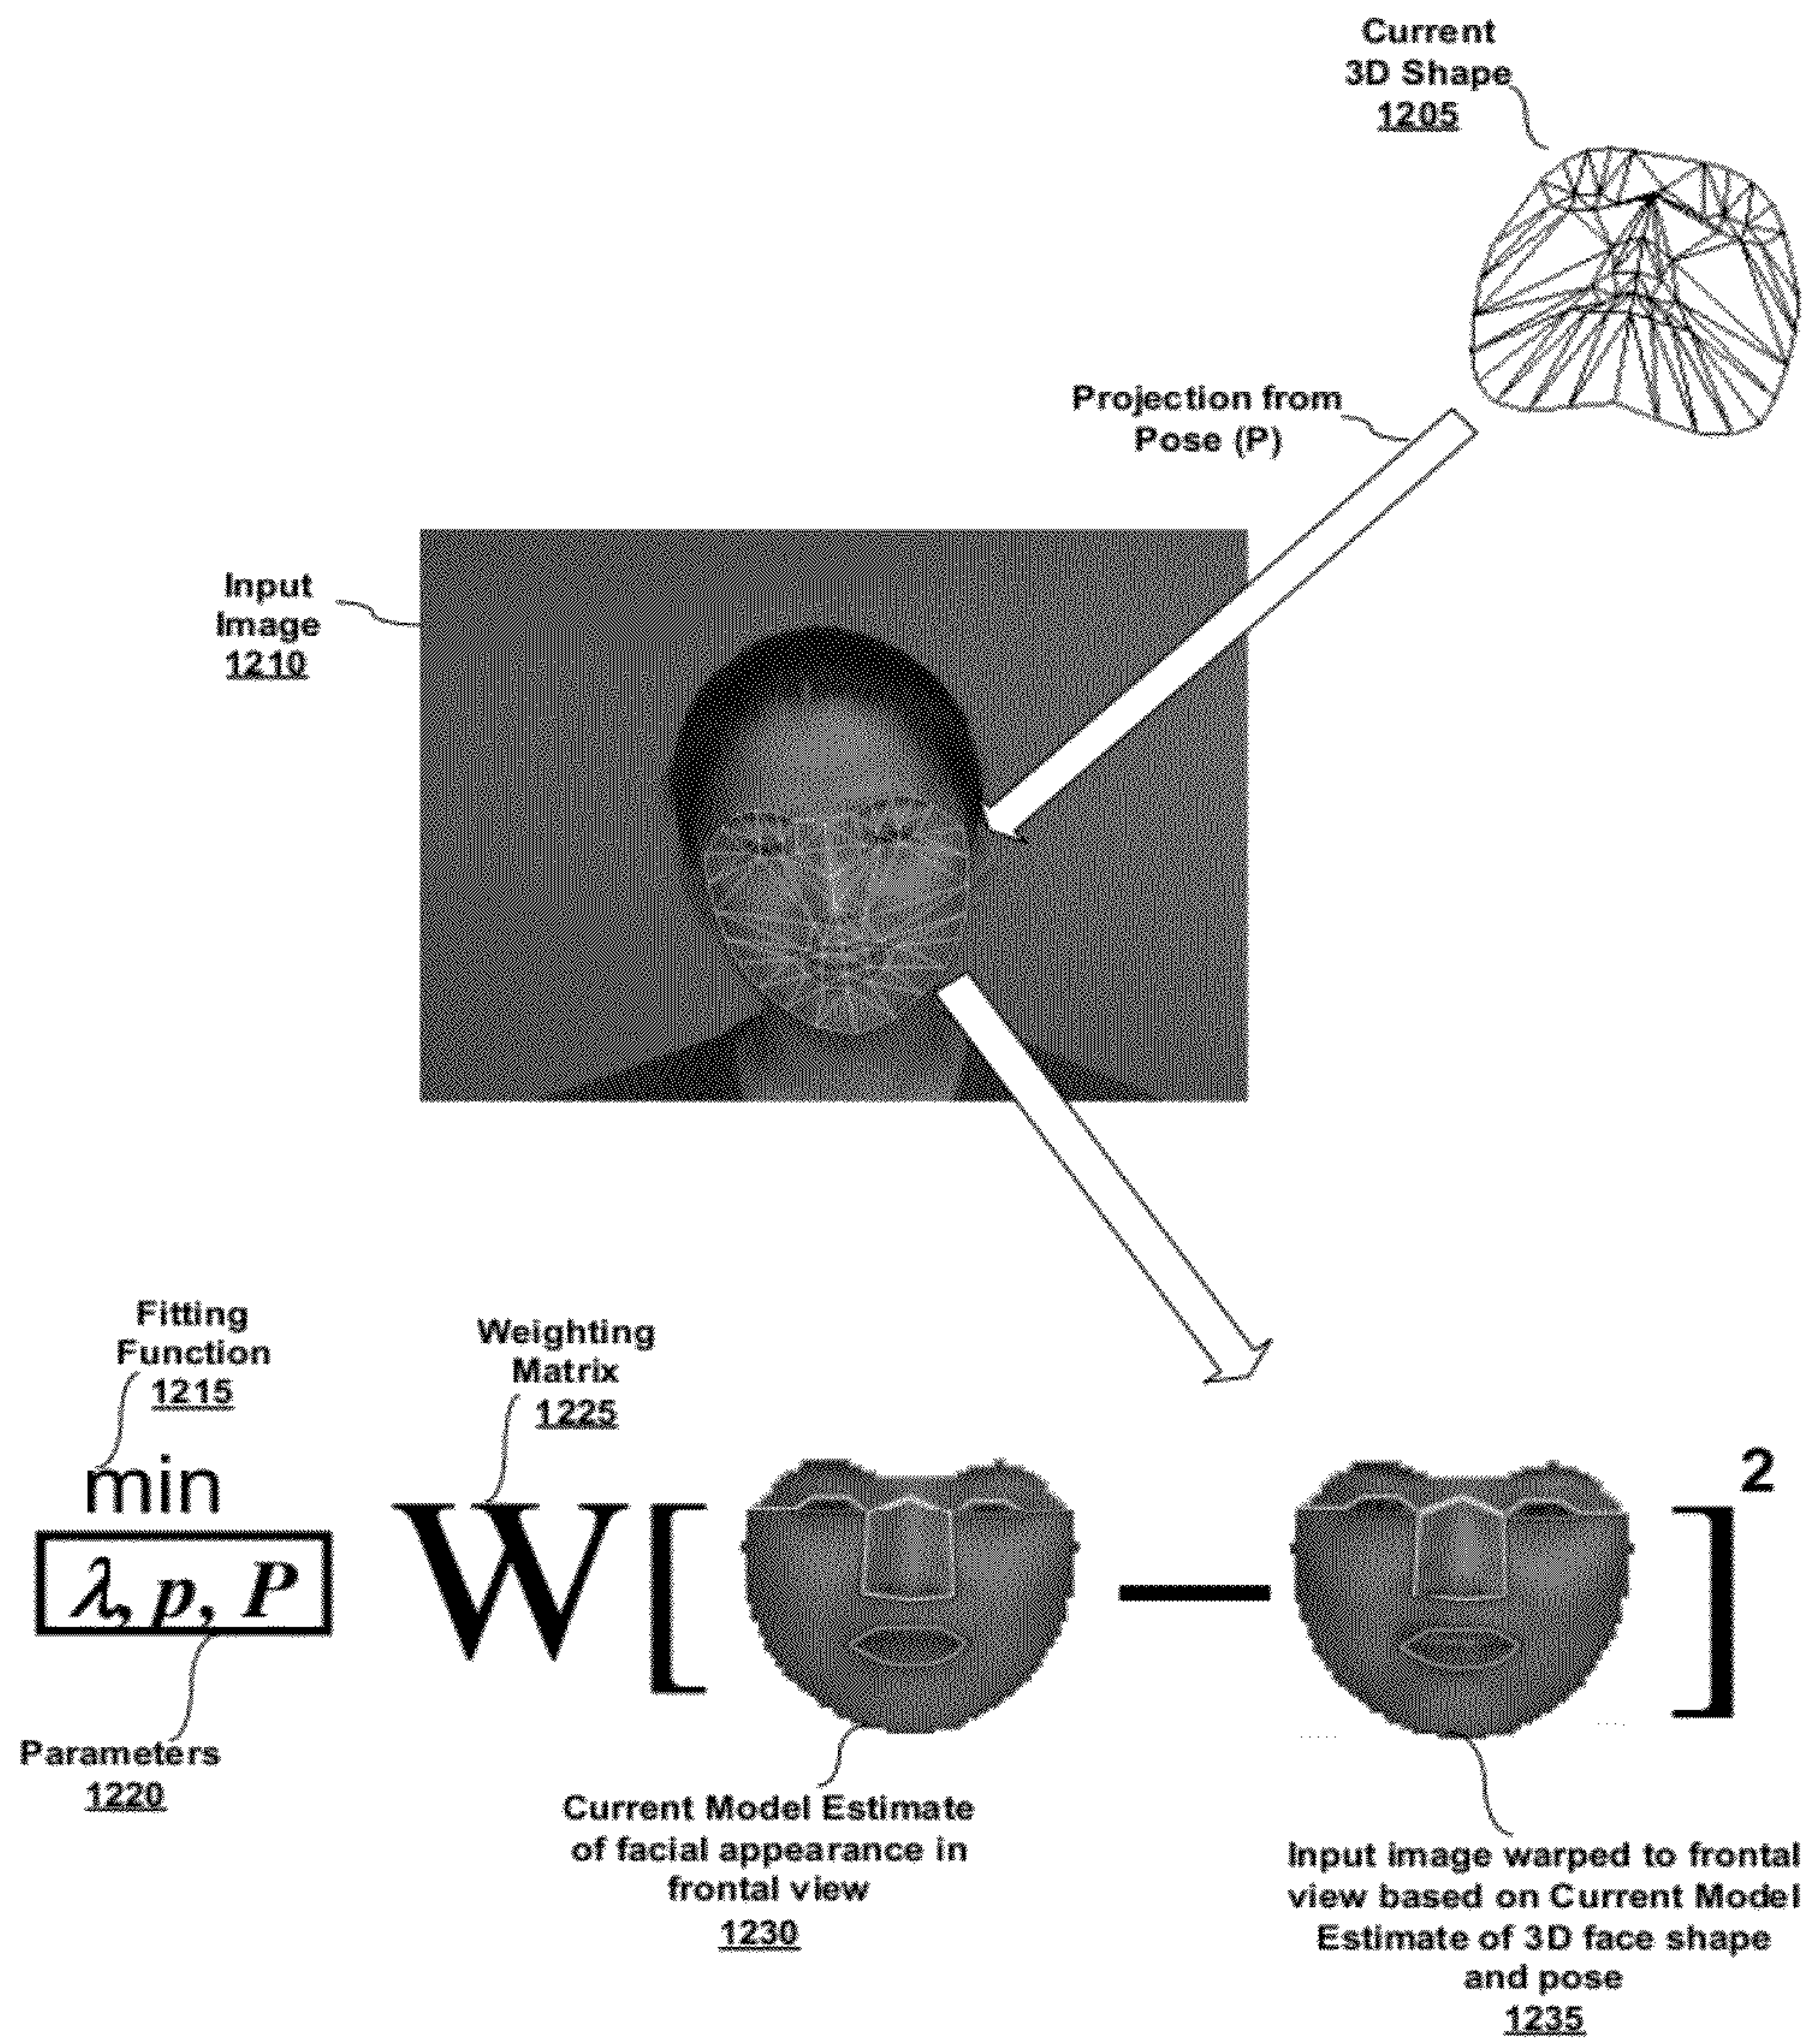 Current
3D Shape
1205
Projection from
Pose (P)
Input
Image
1210
Fitting
Function
1215
Weighting
Matrix
1225
min
λ, p, P
W[
—
]
2
Parameters
1220
Current Model Estimate
of facial appearance in
frontal view
1230
Input image warped to frontal
view based on Current Model
Estimate of 3D face shape
and pose
1235